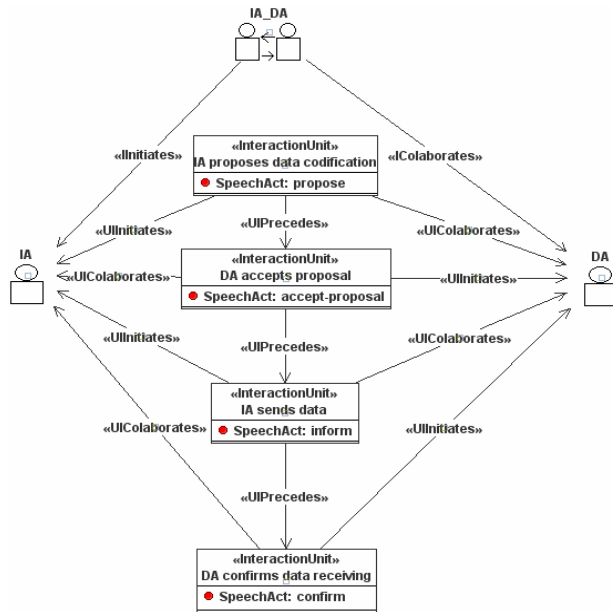 IA_DA
«IInitiates»
«IColaborates»
«InteractionUnit»
IA proposes data codification
SpeechAct: propose
IA
DA
«UIInitiates»
«UIPrecedes»
«UIColaborates»
«UIColaborates»
«InteractionUnit»
DA accepts proposal
SpeechAct: accept-proposal
«UIInitiates»
«UIInitiates»
«UIPrecedes»
«UIColaborates»
«InteractionUnit»
IA sends data
SpeechAct: inform
«UIColaborates»
«UIInitiates»
«UIPrecedes»
«InteractionUnit»
DA confirms data receiving
SpeechAct: confirm